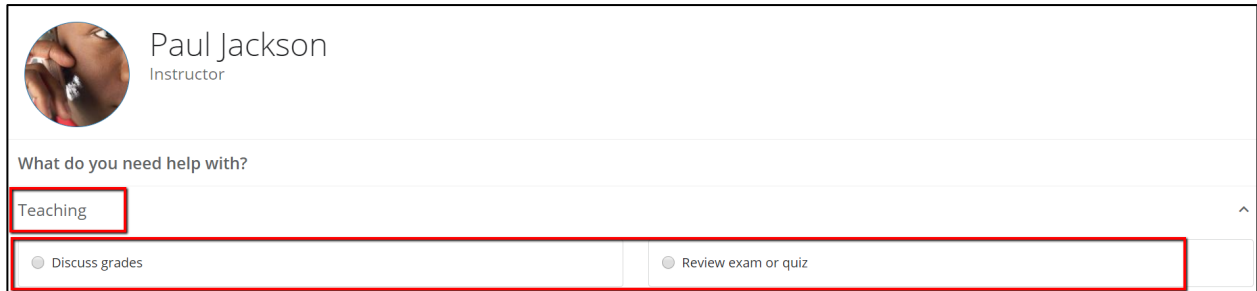 Paul Jackson
Instructor
What do you need help with?
Teaching
Discuss grades
Review exam or quiz